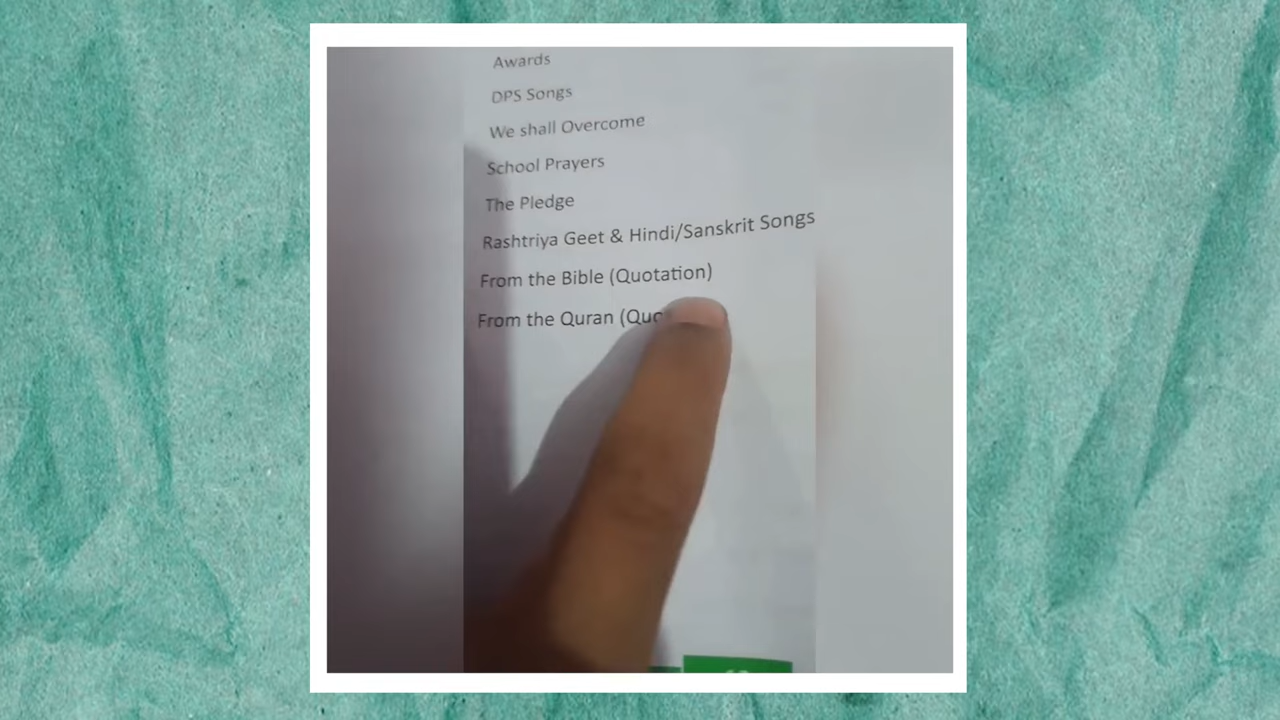 Awards
DPS Songs
We shall Overcome
School Prayers
The Pledge
Rashtriya Geet & Hindi/Sanskrit Songs
From the Bible (Quotation)
From the Quran (Quo